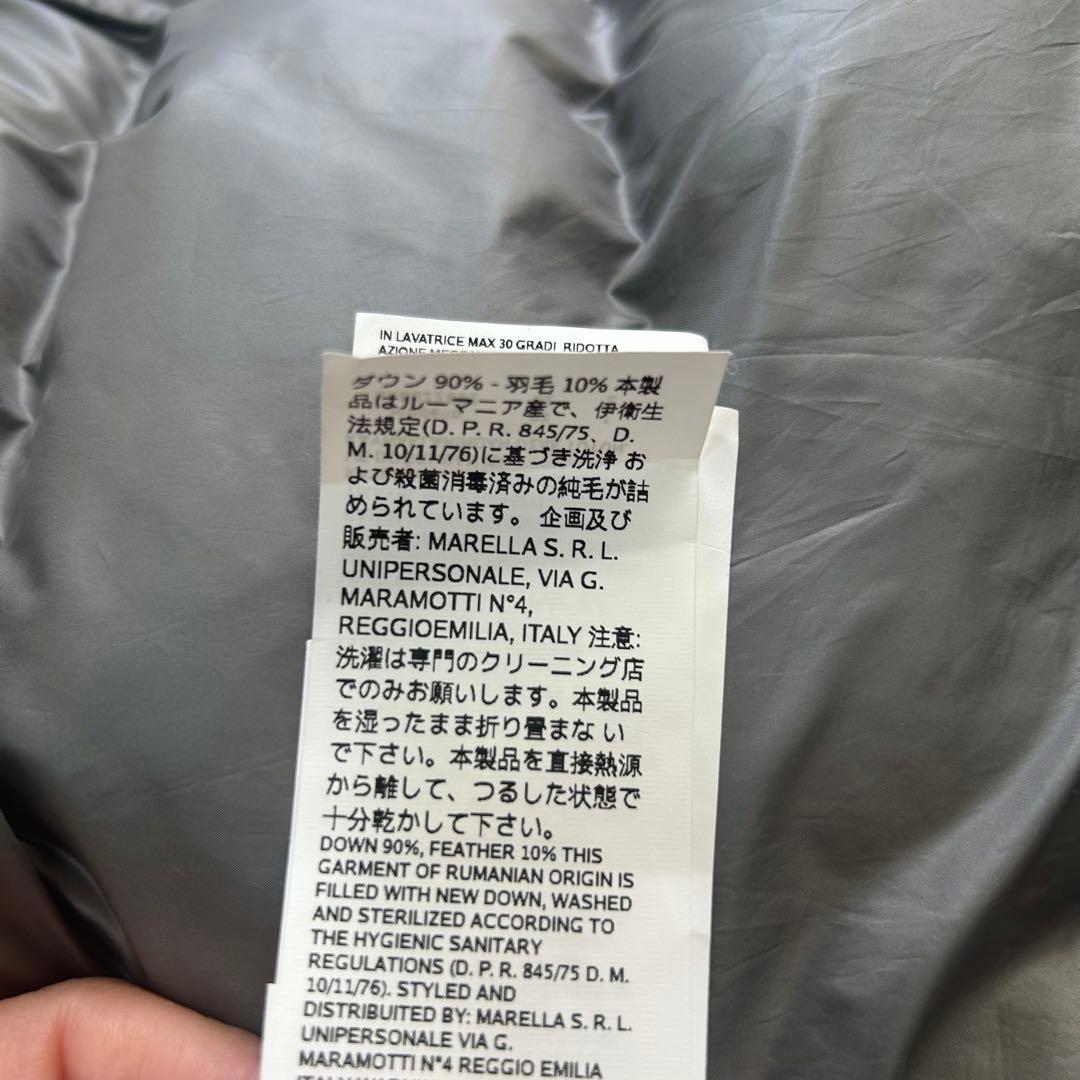 IN LAVATRICE MAX 30 GRADI RIDOTTA
AZIONE
ダウン 90% - 羽毛 10% 本製
品はルーマニア産で、伊衛生
法規定(D. P. R. 845/75、D.
M. 10/11/76)に基づき洗浄 お
よび殺菌消毒済みの純毛が詰
められています。 企画及び
販売者: MARELLA S. R. L.
UNIPERSONALE, VIA G.
MARAMOTTI N°4,
REGGIOEMILIA, ITALY 注意:
洗濯は専門のクリーニング店
でのみお願いします。本製品
を湿ったまま折り畳まない い
で下さい。本製品を直接熱源
から離して、つるした状態で
十分乾かして下さい。
DOWN 90%, FEATHER 10% THIS
GARMENT OF RUMANIAN ORIGIN IS
FILLED WITH NEW DOWN, WASHED
AND STERILIZED ACCORDING TO
THE HYGIENIC SANITARY
REGULATIONS (D. P. R. 845/75 D. M.
10/11/76). STYLED AND
DISTRIBUITED BY: MARELLA S. R. L.
UNIPERSONALE VIA G.
MARAMOTTI N°4 REGGIO EMILIA